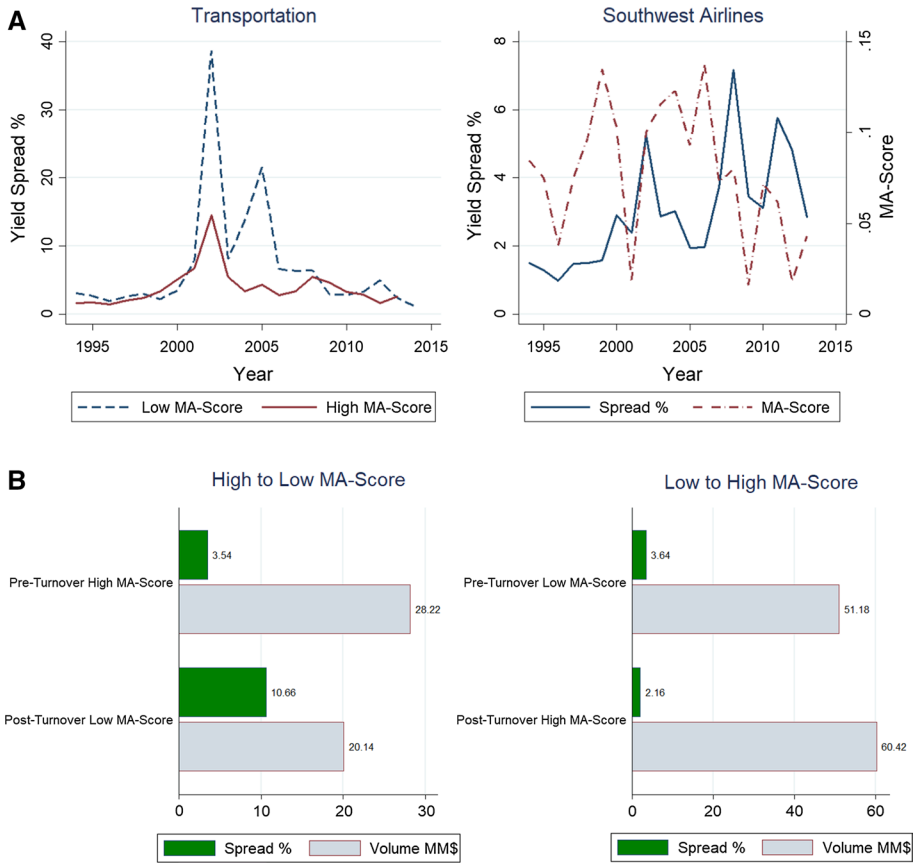 A
Transportation
Yield Spread %
40
30
20
10
0
1995 2000 2005 2010 2015
Year
Low MA-Score High MA-Score
Southwest Airlines
Yield Spread %
8
6
4
2
0
.15
.1
.05
0
MA-Score
1995 2000 2005 2010 2015
Year
Spread % MA-Score
B
High to Low MA-Score
3.54
Pre-Turnover High MA-Score
28.22
10.66
Post-Turnover Low MA-Score
20.14
0 10 20 30
Spread % Volume MM$
Low to High MA-Score
3.64
Pre-Turnover Low MA-Score
51.18
2.16
Post-Turnover High MA-Score
60.42
0 20 40 60
Spread % Volume MM$